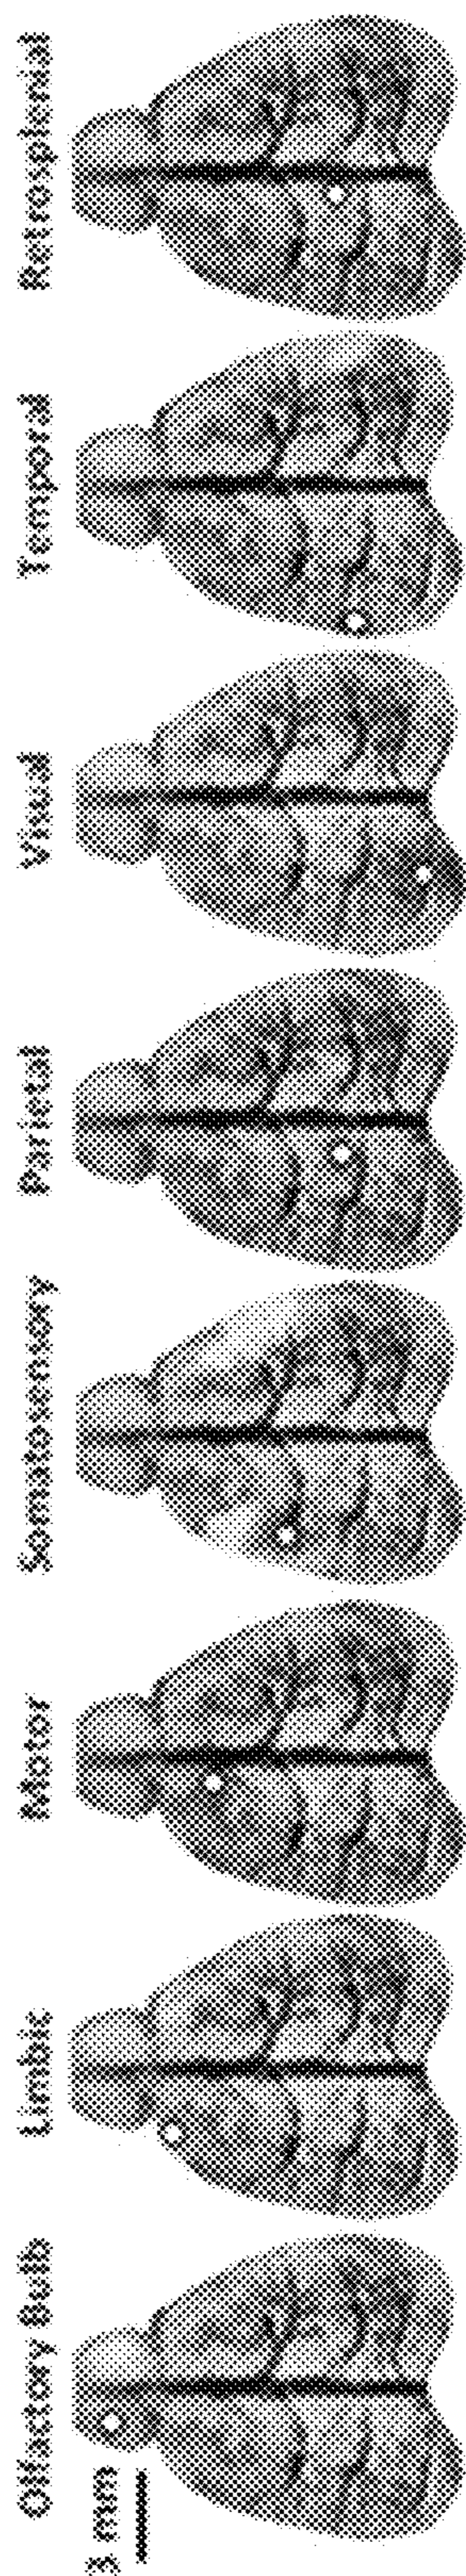 Olfactory Bulb
Limbic
Motor
Somatosensory
Parietal
Visual
Temporal
Retrosplenial
3 mm